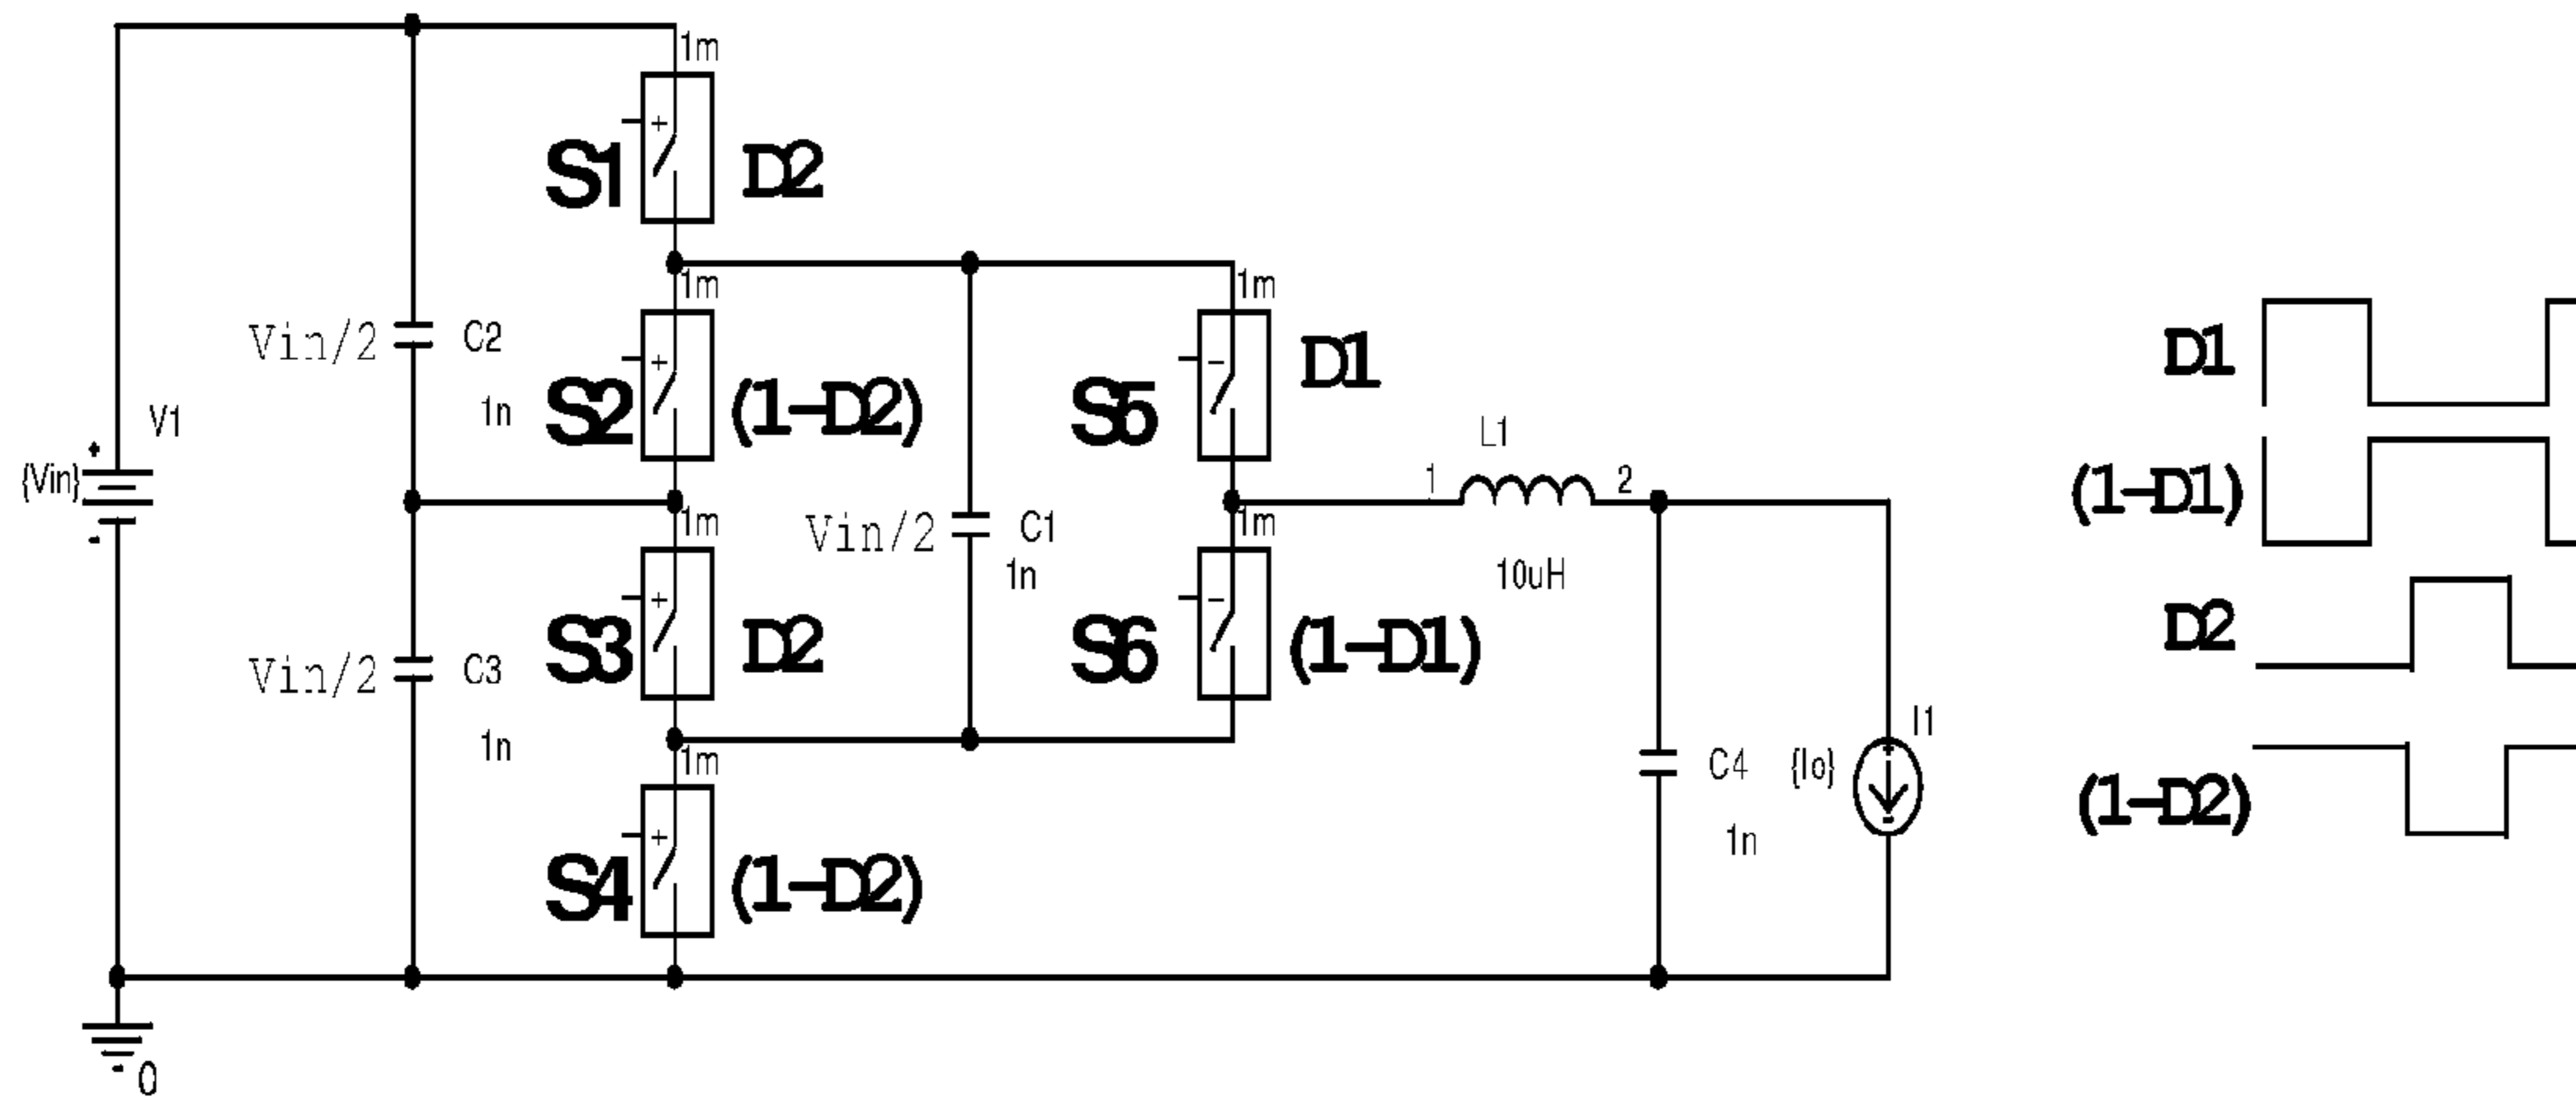 1m
S1 D2
1m
1m
Vin/2 C2
1n
S2 (1-D2)
S5 D1
V1
{Vin}
+
-
L1
1 2
10uH
1m
1m
Vin/2 C1
1n
S3 D2
S6 (1-D1)
Vin/2 C3
1n
1m
S4 (1-D2)
C4
1n
{Io}
I1
0
D1
(1-D1)
D2
(1-D2)